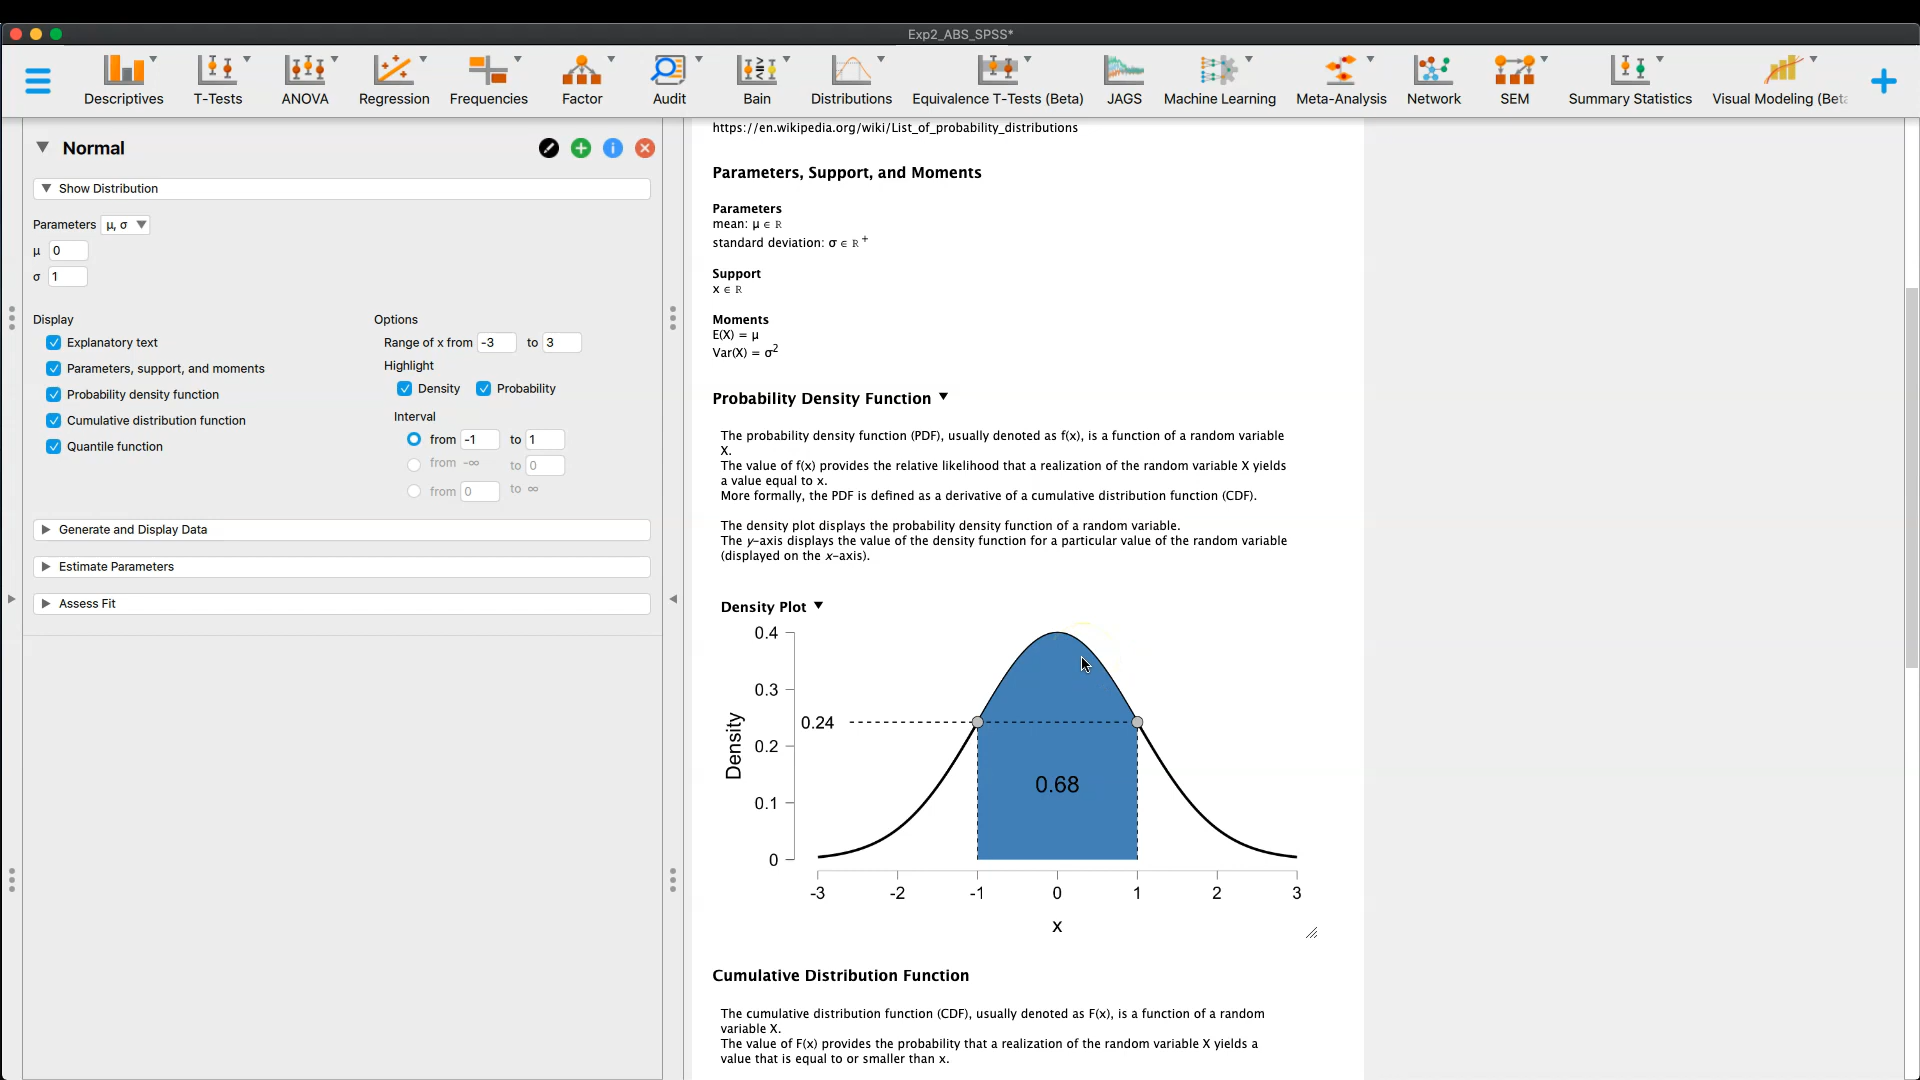 Exp2_ABS_SPSS*
Descriptives
T-Tests
ANOVA
Regression
Frequencies
Factor
Audit
Bain
Distributions
Equivalence T-Tests (Beta)
JAGS
Machine Learning
Meta-Analysis
Network
SEM
Summary Statistics
Visual Modeling (Beta
Normal
Show Distribution
Parameters μ, σ
μ 0
σ 1
Display
Explanatory text
Parameters, support, and moments
Probability density function
Cumulative distribution function
Quantile function
Options
Range of x from -3 to 3
Highlight
Density Probability
Interval
from -1 to 1
from -∞ to 0
from 0 to ∞
Generate and Display Data
Estimate Parameters
Assess Fit
https://en.wikipedia.org/wiki/List_of_probability_distributions
Parameters, Support, and Moments
Parameters
mean: μ ∈ ℝ
standard deviation: σ ∈ ℝ⁺
Support
x ∈ ℝ
Moments
E(X) = μ
Var(X) = σ²
Probability Density Function
The probability density function (PDF), usually denoted as f(x), is a function of a random variable
X.
The value of f(x) provides the relative likelihood that a realization of the random variable X yields
a value equal to x.
More formally, the PDF is defined as a derivative of a cumulative distribution function (CDF).
The density plot displays the probability density function of a random variable.
The y-axis displays the value of the density function for a particular value of the random variable
(displayed on the x-axis).
Density Plot
0.4
0.3
0.24
0.2
0.1
0
Density
0.68
-3 -2 -1 0 1 2 3
x
Cumulative Distribution Function
The cumulative distribution function (CDF), usually denoted as F(x), is a function of a random
variable X.
The value of F(x) provides the probability that a realization of the random variable X yields a
value that is equal to or smaller than x.